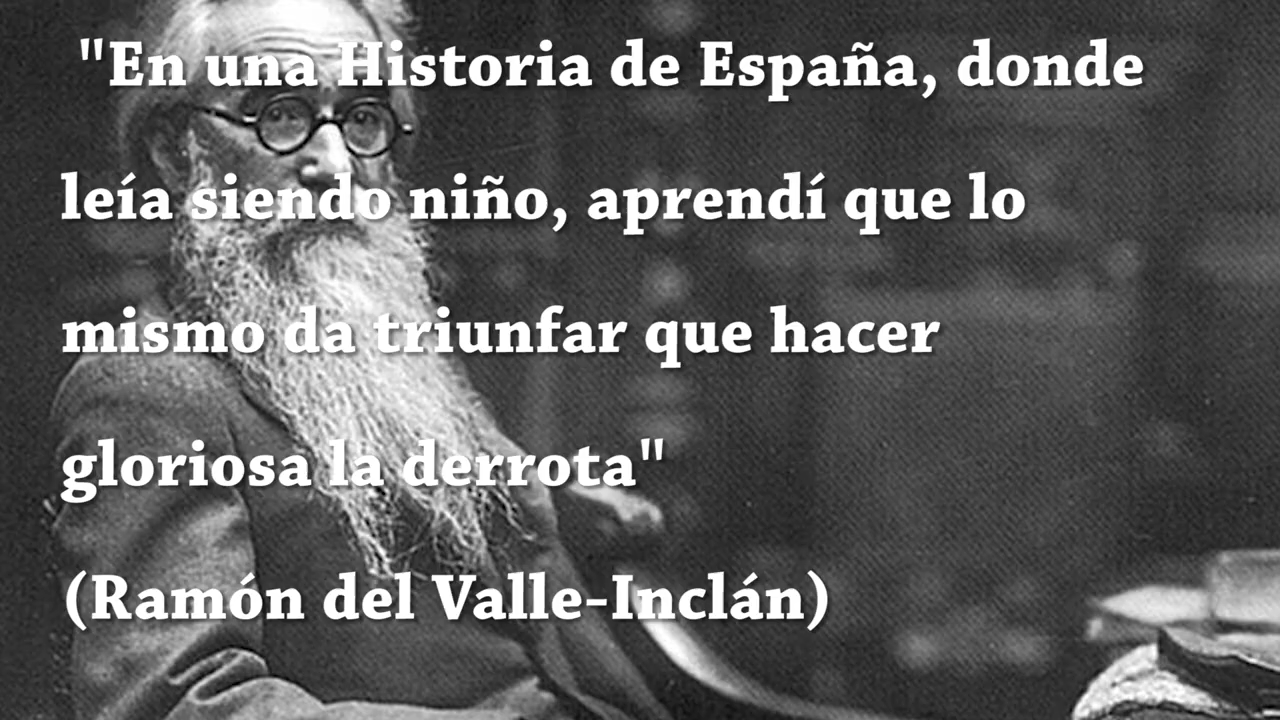 "En una Historia de España, donde
leía siendo niño, aprendí que lo
mismo da triunfar que hacer
gloriosa la derrota"
(Ramón del Valle-Inclán)